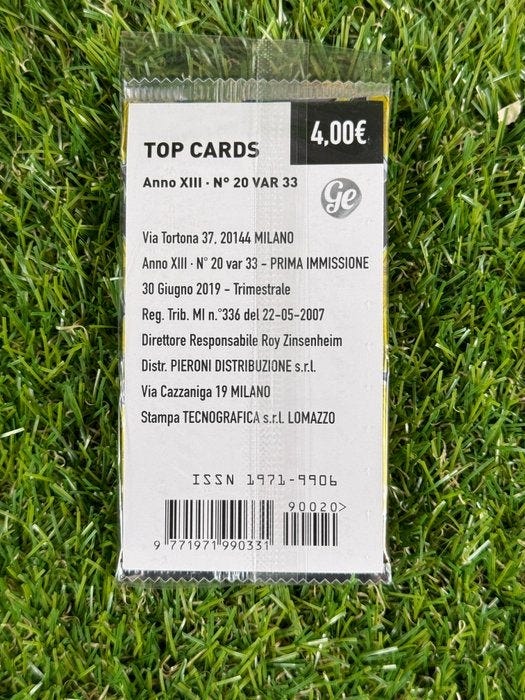 4,00€
TOP CARDS
Anno XIII · N° 20 VAR 33
Ge
Via Tortona 37, 20144 MILANO
Anno XIII · N° 20 var 33 - PRIMA IMMISSIONE
30 Giugno 2019 - Trimestrale
Reg. Trib. MI n.°336 del 22-05-2007
Direttore Responsabile Roy Zinsenheim
Distr. PIERONI DISTRIBUZIONE s.r.l.
Via Cazzaniga 19 MILANO
Stampa TECNOGRAFICA s.r.l. LOMAZZO
ISSN 1971-9906
90020>
9 771971 990331